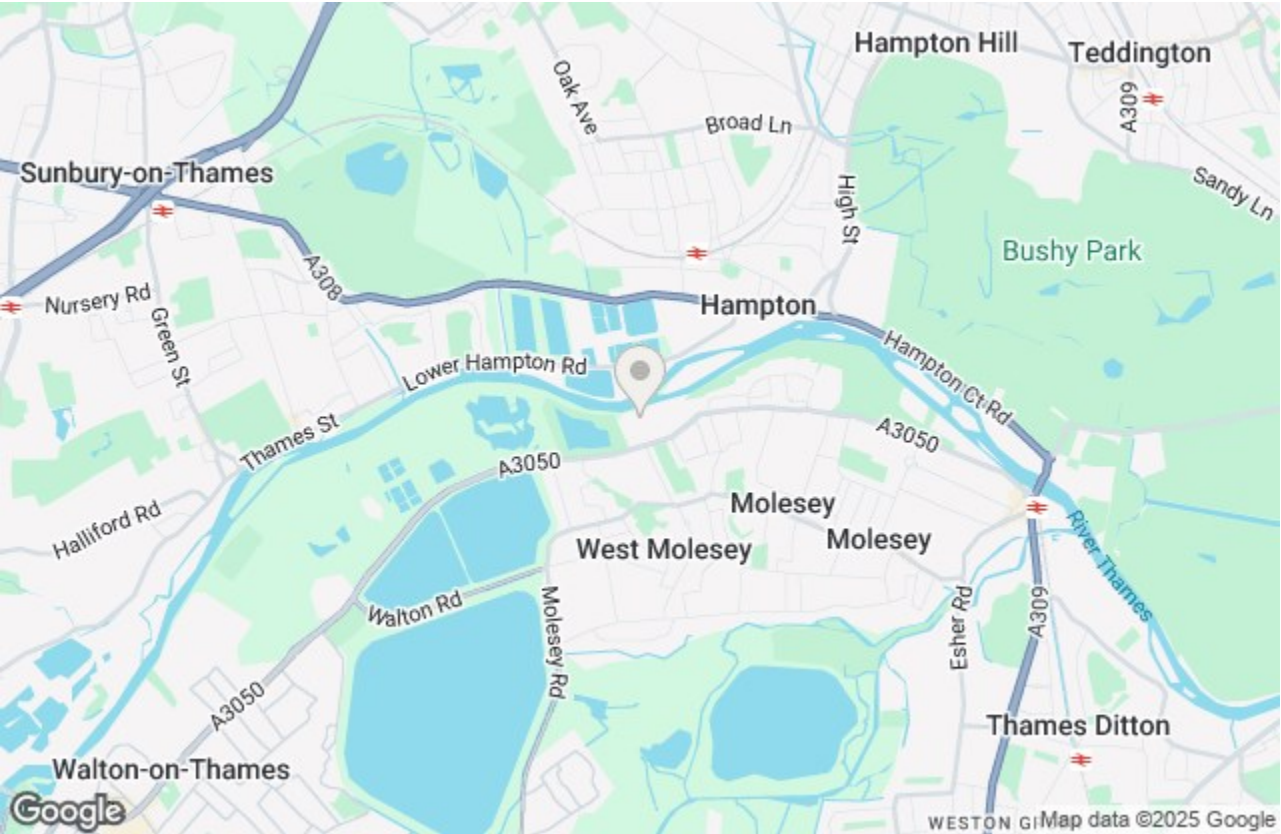 Hampton Hill
Teddington
Oak Ave
A309
Broad Ln
Sunbury-on-Thames
Sandy Ln
High St
Bushy Park
A308
Nursery Rd
Hampton
Green St
Lower Hampton Rd
Hampton Ct Rd
Thames St
A3050
A3050
Molesey
Halliford Rd
Molesey
West Molesey
River Thames
Walton Rd
Molesey Rd
Esher Rd
A309
A3050
Thames Ditton
Walton-on-Thames
Google
WESTON
Map data ©2025 Google